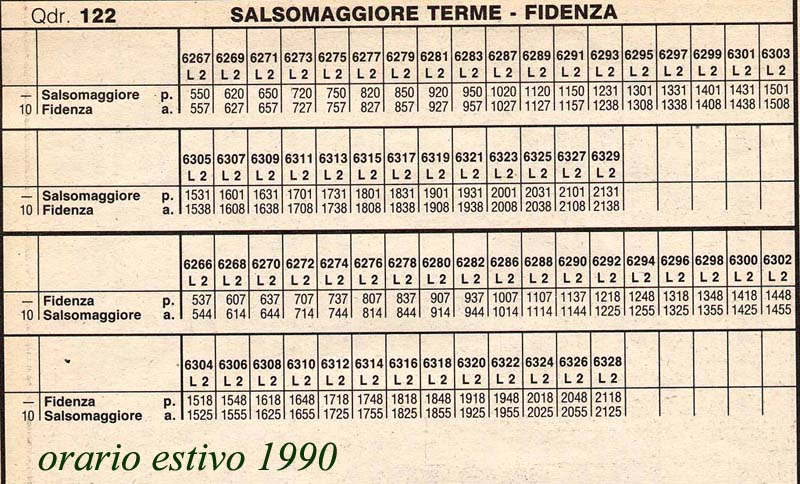 Qdr. 122 SALSOMAGGIORE TERME - FIDENZA
6267 6269 6271 6273 6275 6277 6279 6281 6283 6287 6289 6291 6293 6295 6297 6299 6301 6303
L 2 L 2 L 2 L 2 L 2 L 2 L 2 L 2 L 2 L 2 L 2 L 2 L 2 L 2 L 2 L 2 L 2 L 2
— Salsomaggiore p. 550 620 650 720 750 820 850 920 950 1020 1120 1150 1231 1301 1331 1401 1431 1501
10 Fidenza a. 557 627 657 727 757 827 857 927 957 1027 1127 1157 1238 1308 1338 1408 1438 1508
6305 6307 6309 6311 6313 6315 6317 6319 6321 6323 6325 6327 6329
L 2 L 2 L 2 L 2 L 2 L 2 L 2 L 2 L 2 L 2 L 2 L 2 L 2
— Salsomaggiore p. 1531 1601 1631 1701 1731 1801 1831 1901 1931 2001 2031 2101 2131
10 Fidenza a. 1538 1608 1638 1708 1738 1808 1838 1908 1938 2008 2038 2108 2138
6266 6268 6270 6272 6274 6276 6278 6280 6282 6286 6288 6290 6292 6294 6296 6298 6300 6302
L 2 L 2 L 2 L 2 L 2 L 2 L 2 L 2 L 2 L 2 L 2 L 2 L 2 L 2 L 2 L 2 L 2 L 2
— Fidenza p. 537 607 637 707 737 807 837 907 937 1007 1107 1137 1218 1248 1318 1348 1418 1448
10 Salsomaggiore a. 544 614 644 714 744 814 844 914 944 1014 1114 1144 1225 1255 1325 1355 1425 1455
6304 6306 6308 6310 6312 6314 6316 6318 6320 6322 6324 6326 6328
L 2 L 2 L 2 L 2 L 2 L 2 L 2 L 2 L 2 L 2 L 2 L 2 L 2
— Fidenza p. 1518 1548 1618 1648 1718 1748 1818 1848 1918 1948 2018 2048 2118
10 Salsomaggiore a. 1525 1555 1625 1655 1725 1755 1825 1855 1925 1955 2025 2055 2125
orario estivo 1990